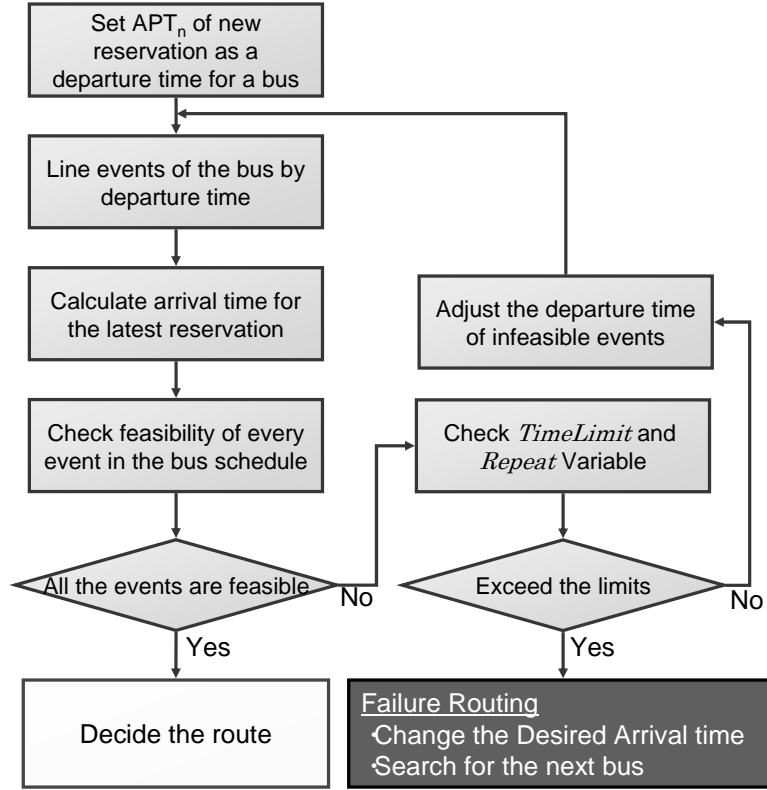 Set APTn of new
reservation as a
departure time for a bus
Line events of the bus by
departure time
Calculate arrival time for
the latest reservation
Adjust the departure time
of infeasible events
Check feasibility of every
event in the bus schedule
Check TimeLimit and
Repeat Variable
All the events are feasible
No
Exceed the limits
No
Yes
Yes
Decide the route
Failure Routing
·Change the Desired Arrival time
·Search for the next bus